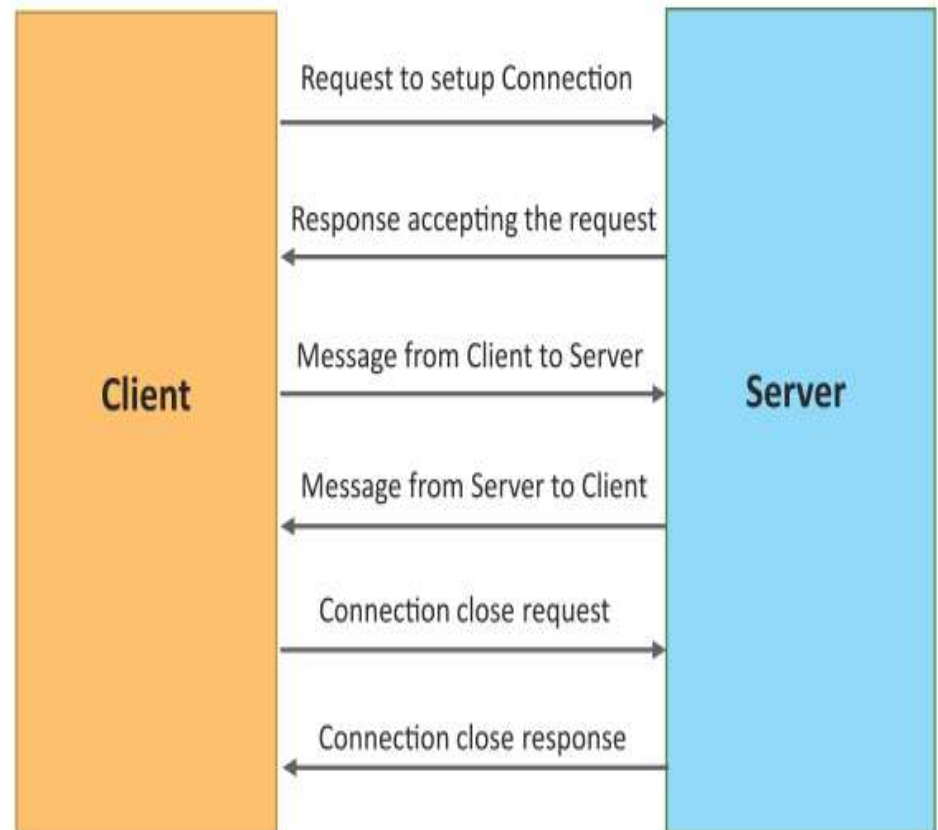 Request to setup Connection
Response accepting the request
Message from Client to Server
Client
Server
Message from Server to Client
Connection close request
Connection close response